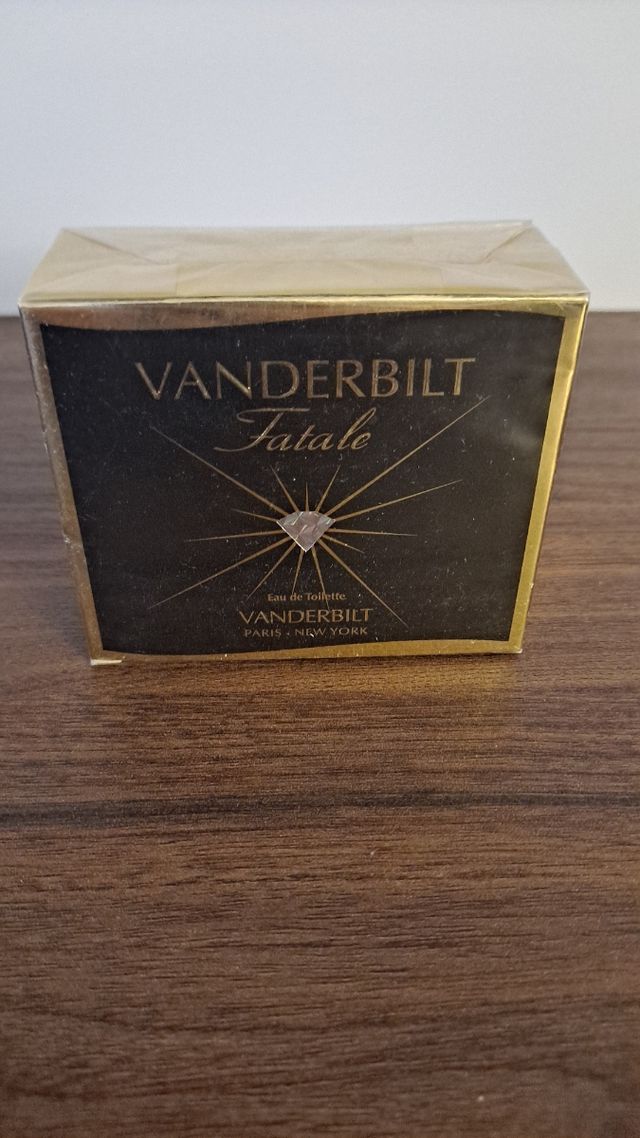 VANDERBILT
Fatale
Eau de Toilette
VANDERBILT
PARIS · NEW YORK